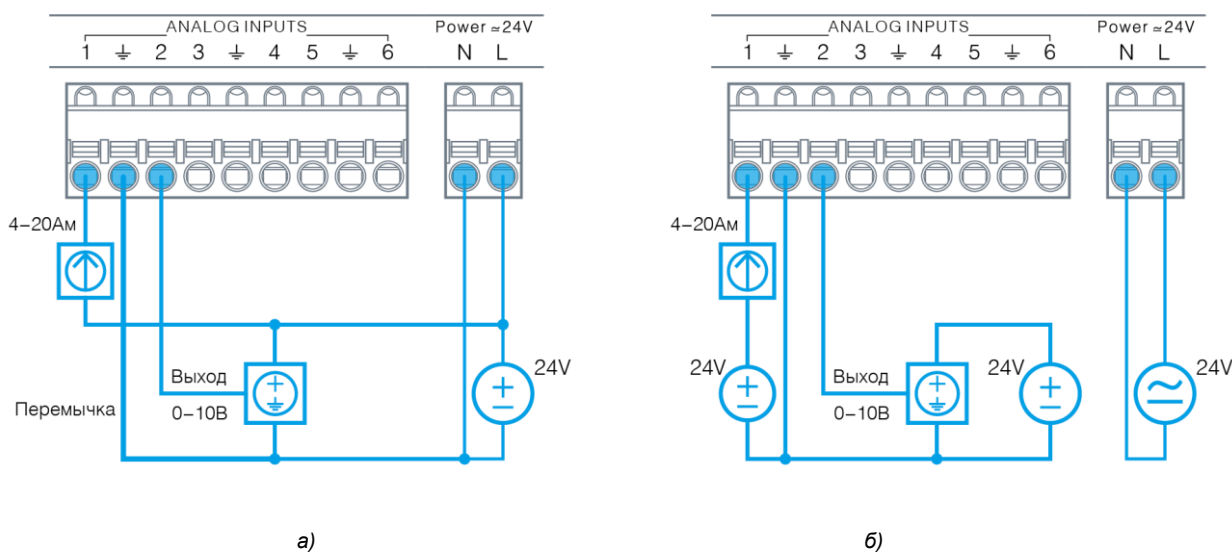 ANALOG INPUTS Power ≃24V
1 ⏚ 2 3 ⏚ 4 5 ⏚ 6 N L
4–20Ам
Выход
0–10В
Перемычка
24V
а)
ANALOG INPUTS Power ≃24V
1 ⏚ 2 3 ⏚ 4 5 ⏚ 6 N L
4–20Ам
24V
Выход
0–10В
24V
24V
б)